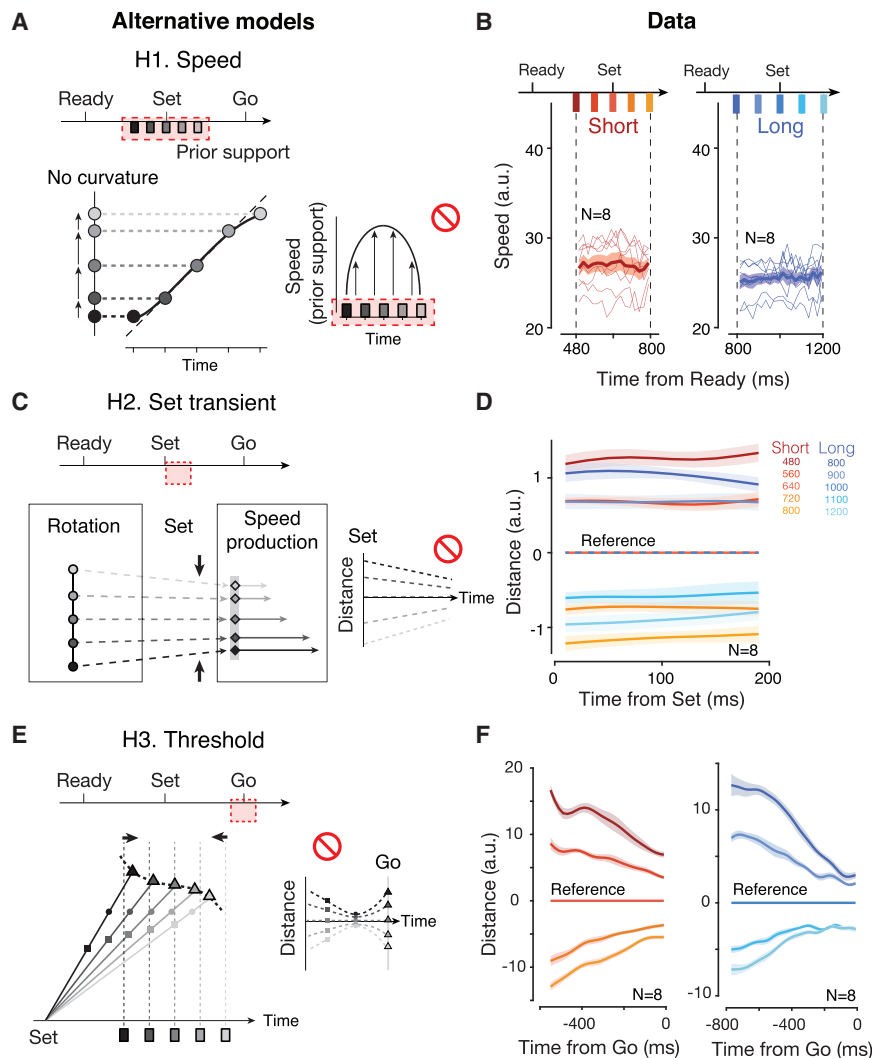 Alternative models
Data
A
H1. Speed
Ready
Set
Go
Prior support
No curvature
Time
Speed
(prior support)
Time
B
Ready
Set
Short
Ready
Set
Long
Speed (a.u.)
40
30
20
N=8
480
800
40
30
20
N=8
800
1200
Time from Ready (ms)
C
H2. Set transient
Ready
Set
Go
Rotation
Set
Speed
production
Set
Distance
Time
D
Distance (a.u.)
1
0
-1
Reference
N=8
0
100
200
Time from Set (ms)
Short Long
480 800
560 900
640 1000
720 1100
800 1200
E
H3. Threshold
Ready
Set
Go
Set
Time
Go
Distance
Time
F
Distance (a.u.)
20
10
0
-10
Reference
N=8
-400
0
Time from Go (ms)
10
0
-10
Reference
N=8
-800
-400
0
Time from Go (ms)